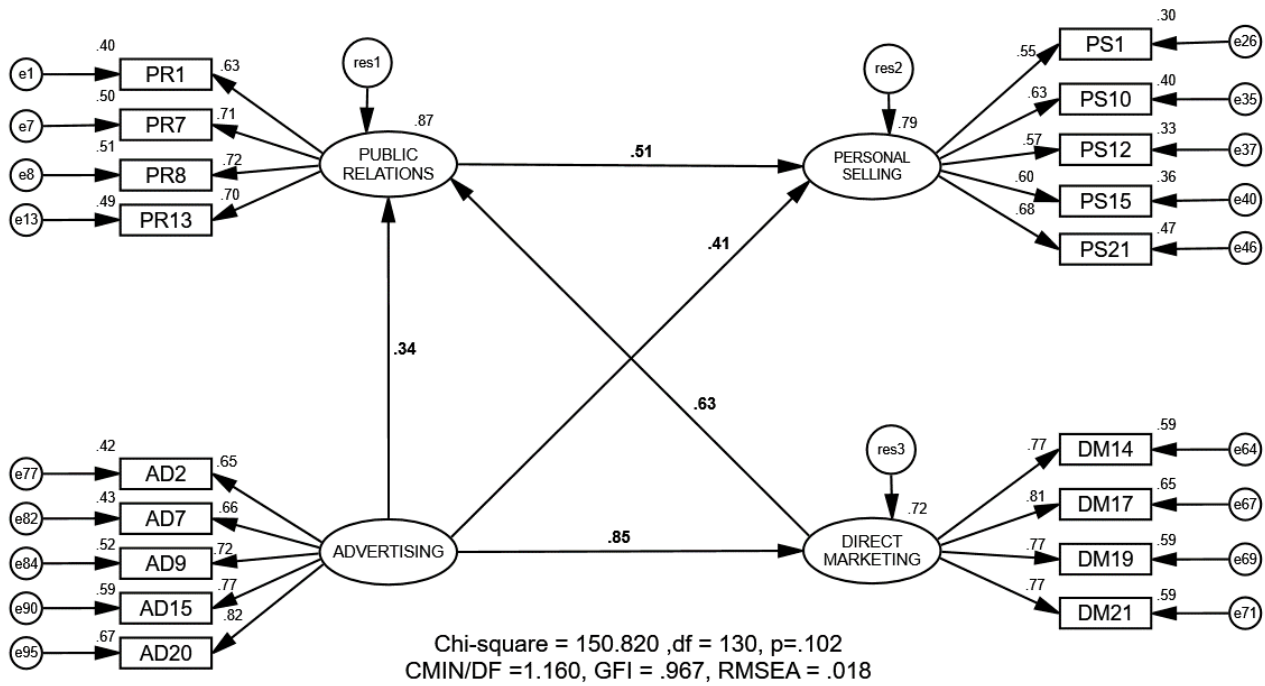 .40
e1
PR1
.63
.50
e7
PR7
.71
.51
e8
PR8
.72
.49
e13
PR13
.70
res1
.87
PUBLIC
RELATIONS
.51
res2
.79
PERSONAL
SELLING
.30
.55
PS1
e26
.40
.63
PS10
e35
.33
.57
PS12
e37
.36
.60
PS15
e40
.47
.68
PS21
e46
.41
.34
.63
.42
e77
AD2
.65
.43
e82
AD7
.66
.52
e84
AD9
.72
.59
e90
AD15
.77
.67
e95
AD20
.82
ADVERTISING
.85
res3
.72
DIRECT
MARKETING
.59
.77
DM14
e64
.65
.81
DM17
e67
.59
.77
DM19
e69
.59
.77
DM21
e71
Chi-square = 150.820 ,df = 130, p=.102
CMIN/DF =1.160, GFI = .967, RMSEA = .018